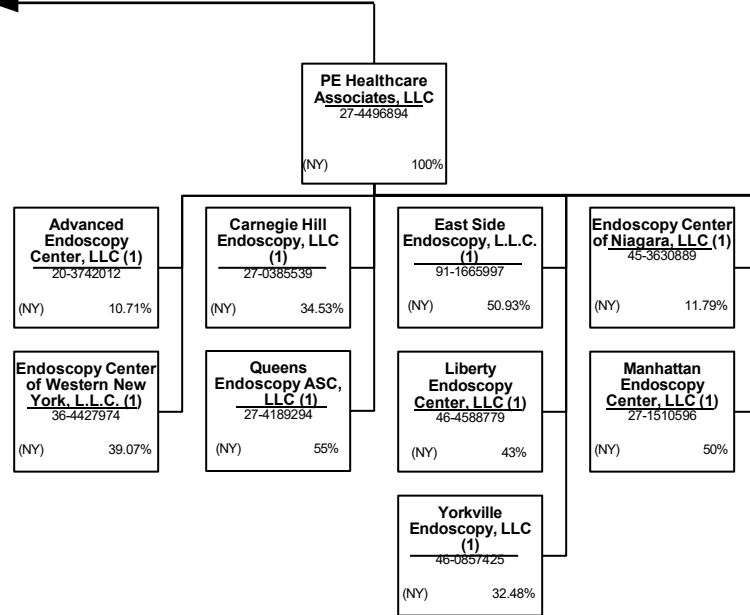 PE Healthcare
Associates, LLC
27-4496894
(NY) 100%
Advanced
Endoscopy
Center, LLC (1)
20-3742012
(NY) 10.71%
Carnegie Hill
Endoscopy, LLC
(1)
27-0385539
(NY) 34.53%
East Side
Endoscopy, L.L.C.
(1)
91-1665997
(NY) 50.93%
Endoscopy Center
of Niagara, LLC (1)
45-3630889
(NY) 11.79%
Endoscopy Center
of Western New
York, L.L.C. (1)
36-4427974
(NY) 39.07%
Queens
Endoscopy ASC,
LLC (1)
27-4189294
(NY) 55%
Liberty
Endoscopy
Center, LLC (1)
46-4588779
(NY) 43%
Manhattan
Endoscopy
Center, LLC (1)
27-1510596
(NY) 50%
Yorkville
Endoscopy, LLC
(1)
46-0857425
(NY) 32.48%